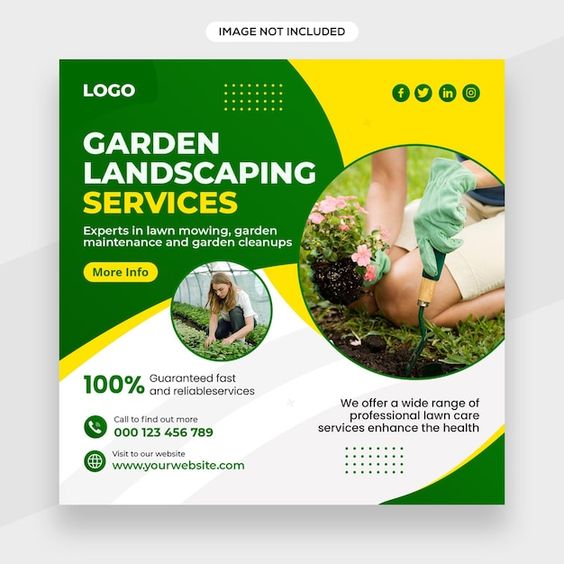 IMAGE NOT INCLUDED
LOGO
GARDEN
LANDSCAPING
SERVICES
Experts in lawn mowing, garden
maintenance and garden cleanups
More Info
100%
Guaranteed fast
and reliableservices
Call to find out more
000 123 456 789
Visit to our website
www.yourwebsite.com
We offer a wide range of
professional lawn care
services enhance the health